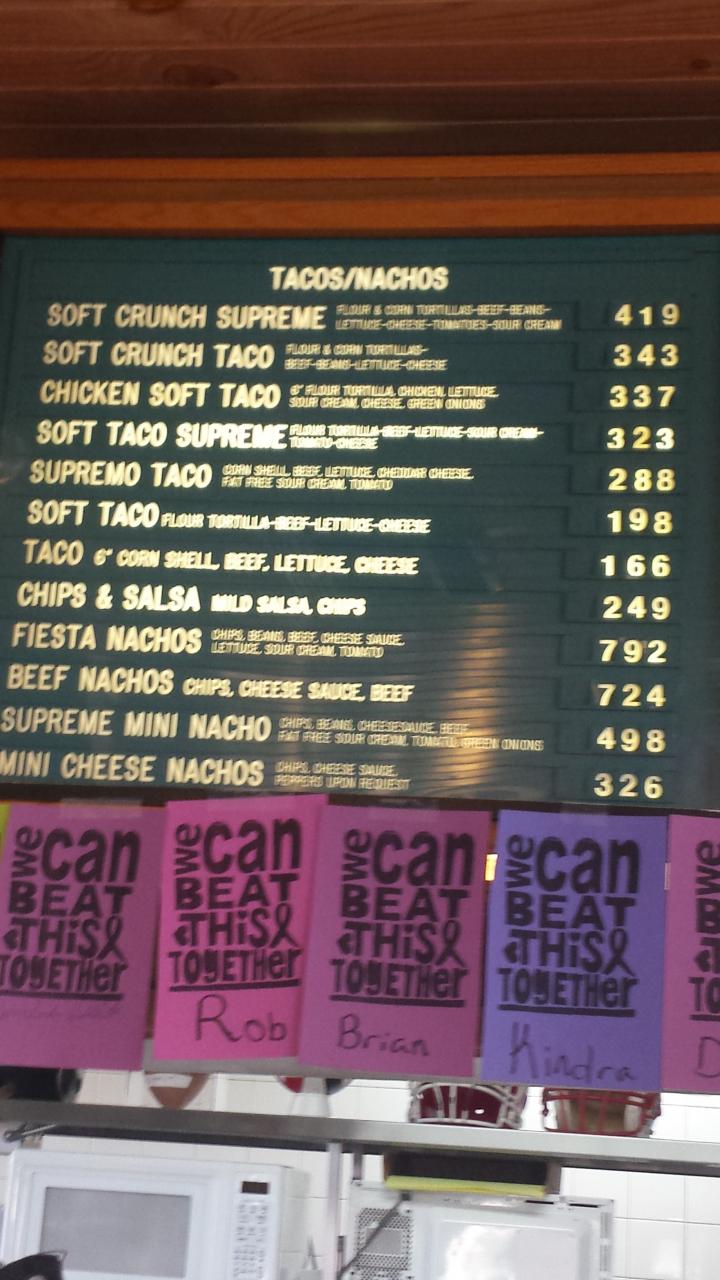 TACOS/NACHOS
SOFT CRUNCH SUPREME FLOUR & CORN TORTILLAS-BEEF-BEANS- 419
LETTUCE-CHEESE-TOMATOES-SOUR CREAM
SOFT CRUNCH TACO FLOUR & CORN TORTILLAS- 343
BEEF-BEANS-LETTUCE-CHEESE
CHICKEN SOFT TACO 6" FLOUR TORTILLA, CHICKEN, LETTUCE, 337
SOUR CREAM, CHEESE, GREEN ONIONS
SOFT TACO SUPREME FLOUR TORTILLA-BEEF-LETTUCE-SOUR CREAM- 323
TOMATO-CHEESE
SUPREMO TACO CORN SHELL, BEEF, LETTUCE, CHEDDAR CHEESE, 288
FAT FREE SOUR CREAM, TOMATO
SOFT TACO FLOUR TORTILLA-BEEF-LETTUCE-CHEESE 198
TACO 6" CORN SHELL, BEEF, LETTUCE, CHEESE 166
CHIPS & SALSA MILD SALSA, CHIPS 249
FIESTA NACHOS CHIPS, BEANS, BEEF, CHEESE SAUCE, 792
LETTUCE, SOUR CREAM, TOMATO
BEEF NACHOS CHIPS, CHEESE SAUCE, BEEF 724
SUPREME MINI NACHO CHIPS, BEANS, CHEESESAUCE, BEEF, 498
FAT FREE SOUR CREAM, TOMATO, GREEN ONIONS
MINI CHEESE NACHOS CHIPS, CHEESE SAUCE, 326
PEPPERS UPON REQUEST
we can
BEAT
THiS
TOGETHer
we can
BEAT
THiS
TOGETHer
Rob
we can
BEAT
THiS
TOGETHer
Brian
we can
BEAT
THiS
TOGETHer
Kindra
we
B
TO
D